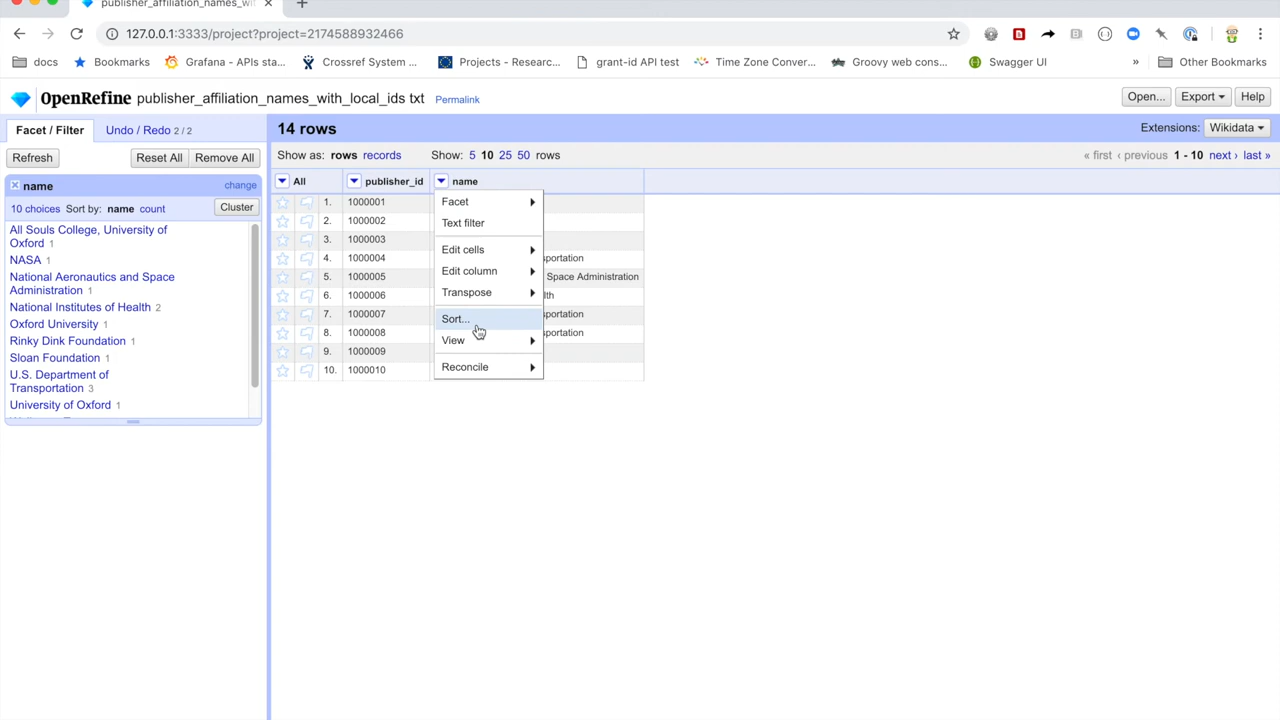 publisher_affiliation_names_wit
127.0.0.1:3333/project?project=2174588932466
docs
Bookmarks
Grafana - APIs sta...
Crossref System ...
Projects - Researc...
grant-id API test
Time Zone Conver...
Groovy web cons...
Swagger UI
»
Other Bookmarks
OpenRefine publisher_affiliation_names_with_local_ids txt Permalink
Open... Export Help
Facet / Filter
Undo / Redo 2 / 2
14 rows
Extensions: Wikidata
Refresh
Reset All
Remove All
Show as: rows records
Show: 5 10 25 50 rows
« first ‹ previous 1 - 10 next › last »
name
change
10 choices Sort by: name count
Cluster
All Souls College, University of
Oxford 1
NASA 1
National Aeronautics and Space
Administration 1
National Institutes of Health 2
Oxford University 1
Rinky Dink Foundation 1
Sloan Foundation 1
U.S. Department of
Transportation 3
University of Oxford 1
All publisher_id name
1. 1000001
2. 1000002
3. 1000003
4. 1000004 sportation
5. 1000005 Space Administration
6. 1000006 lth
7. 1000007 sportation
8. 1000008 sportation
9. 1000009
10. 1000010
Facet
Text filter
Edit cells
Edit column
Transpose
Sort...
View
Reconcile